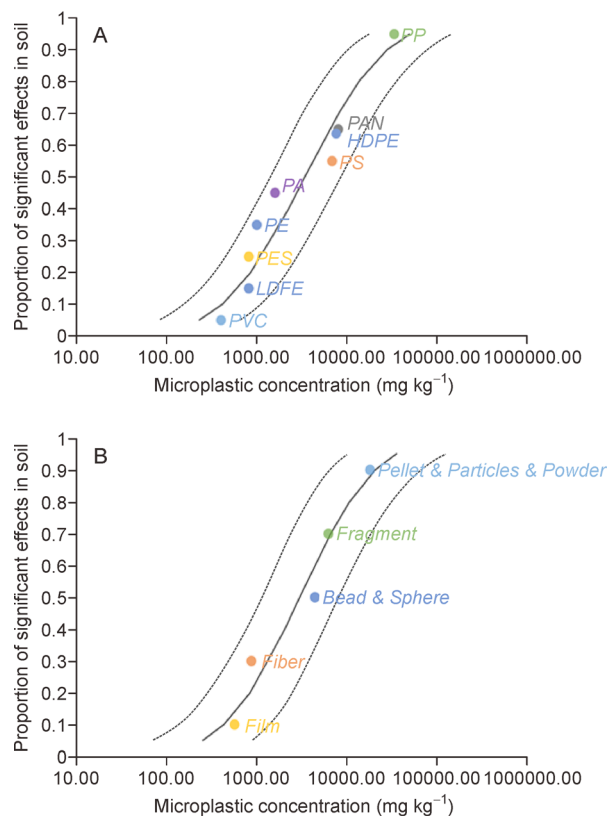 A
Proportion of significant effects in soil
1
0.9
0.8
0.7
0.6
0.5
0.4
0.3
0.2
0.1
0
PP
PAN
HDPE
PS
PA
PE
PES
LDFE
PVC
10.00 100.00 1000.00 10000.00 100000.00 1000000.00
Microplastic concentration (mg kg⁻¹)
B
Proportion of significant effects in soil
1
0.9
0.8
0.7
0.6
0.5
0.4
0.3
0.2
0.1
0
Pellet & Particles & Powder
Fragment
Bead & Sphere
Fiber
Film
10.00 100.00 1000.00 10000.00 100000.00 1000000.00
Microplastic concentration (mg kg⁻¹)